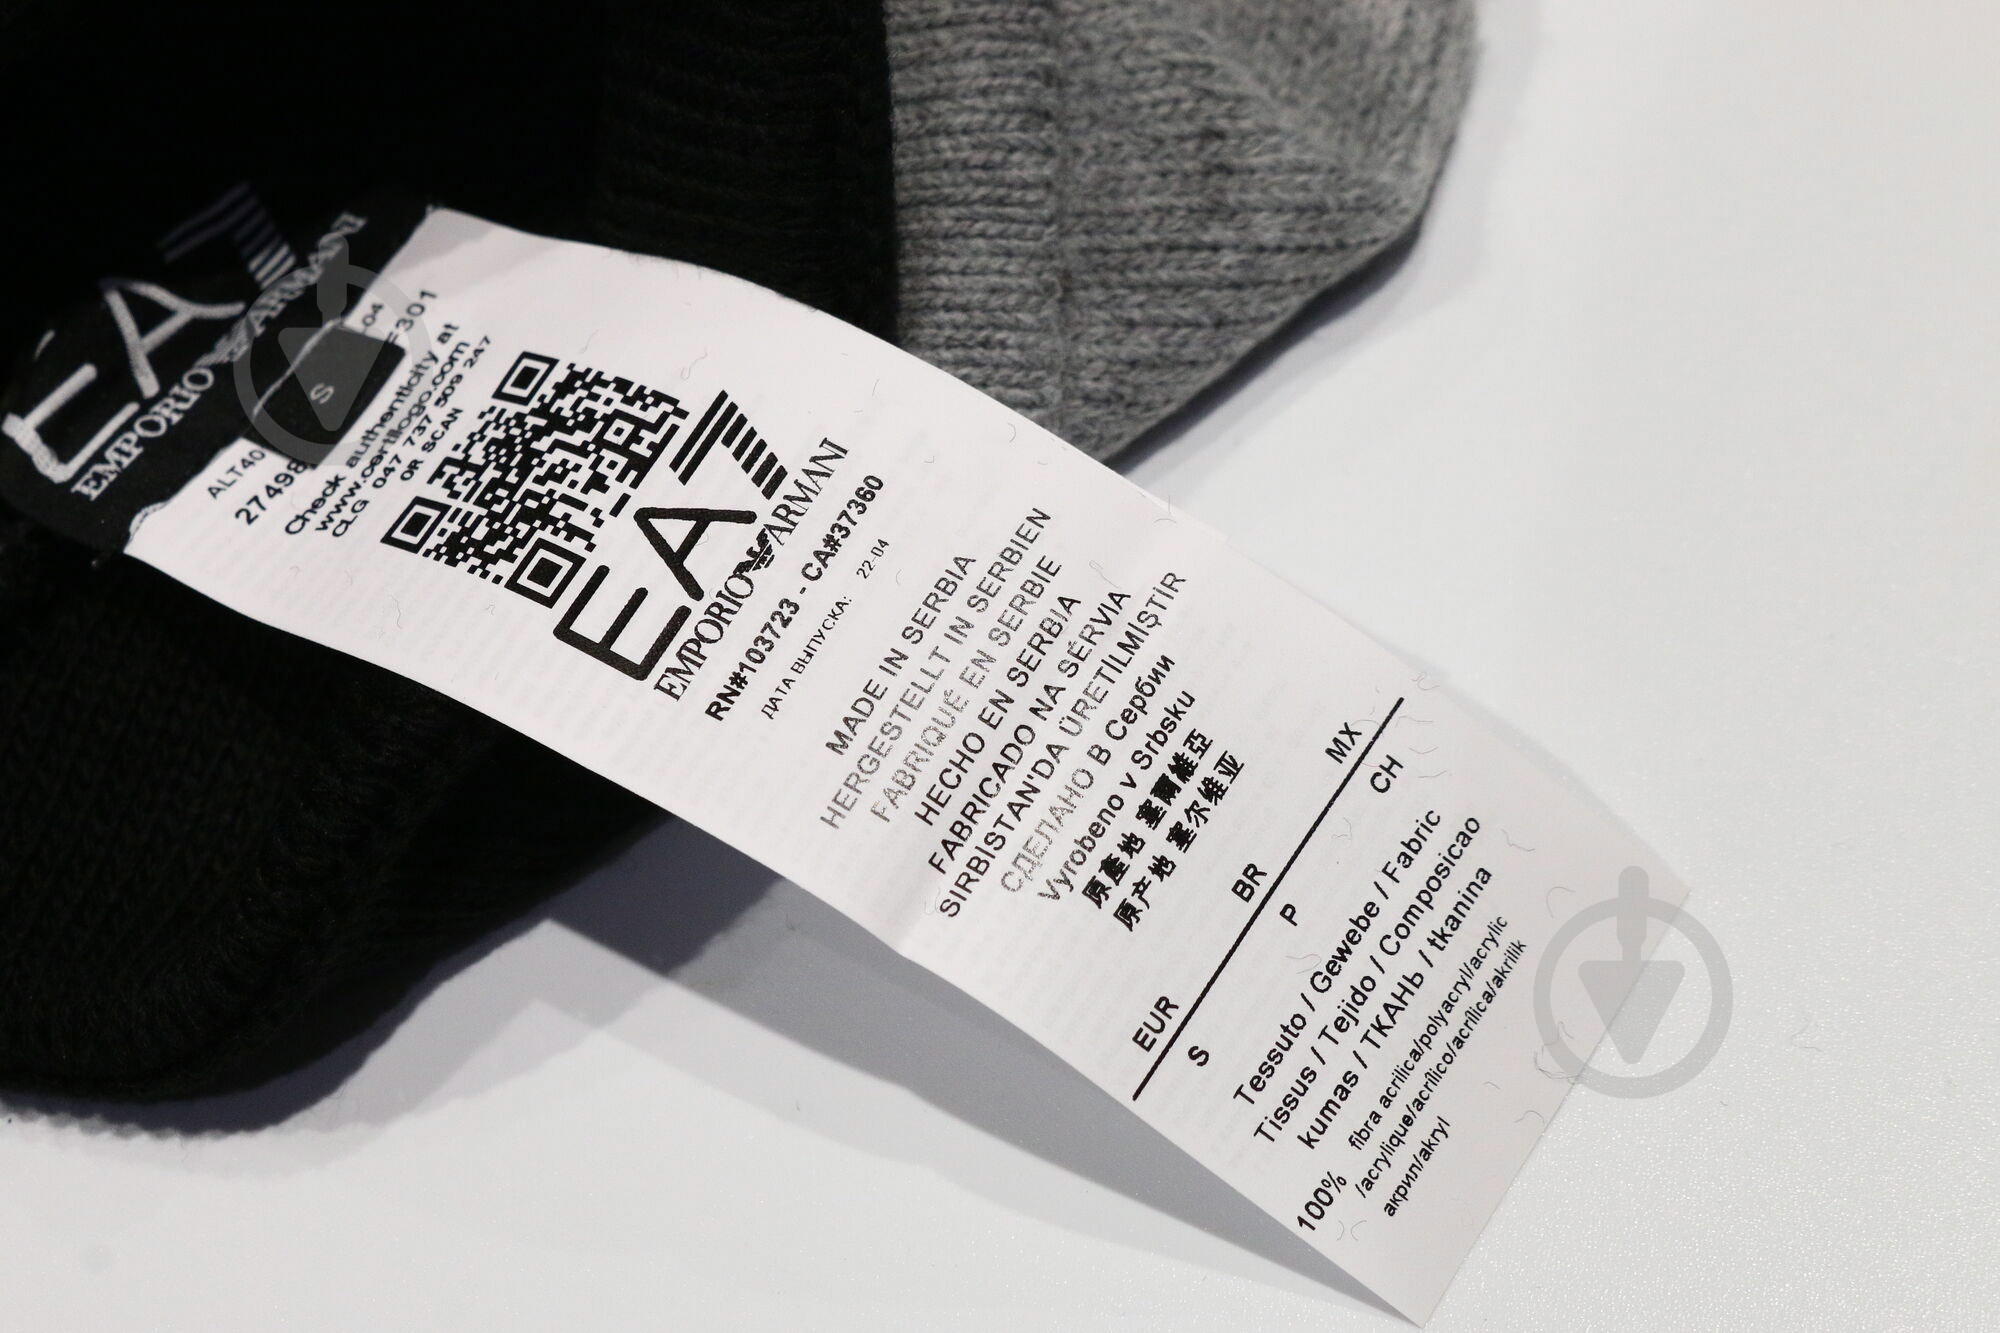 EA7
EMPORIO ARMANI
S
-04
F301
ALT40
27498
Check authenticity at
www.certilogo.com
CLG 047 737 509 247
OR SCAN
EA7
EMPORIO ARMANI
RN#103723 - CA#37360
ДАТА ВЫПУСКА: 22-04
MADE IN SERBIA
HERGESTELLT IN SERBIEN
FABRIQUÉ EN SERBIE
HECHO EN SERBIA
FABRICADO NA SÉRVIA
SIRBISTAN'DA ÜRETILMIŞTIR
СДЕЛАНО В Сербии
Vyrobeno v Srbsku
原產地 塞爾維亞
原产地 塞尔维亚
EUR BR MX
S P CH
Tessuto / Gewebe / Fabric
Tissus / Tejido / Composicao
kumas / ТКАНЬ / tkanina
100% fibra acrilica/polyacryl/acrylic
/acrylique/acrílico/acrílica/akrilik
акрил/akryl